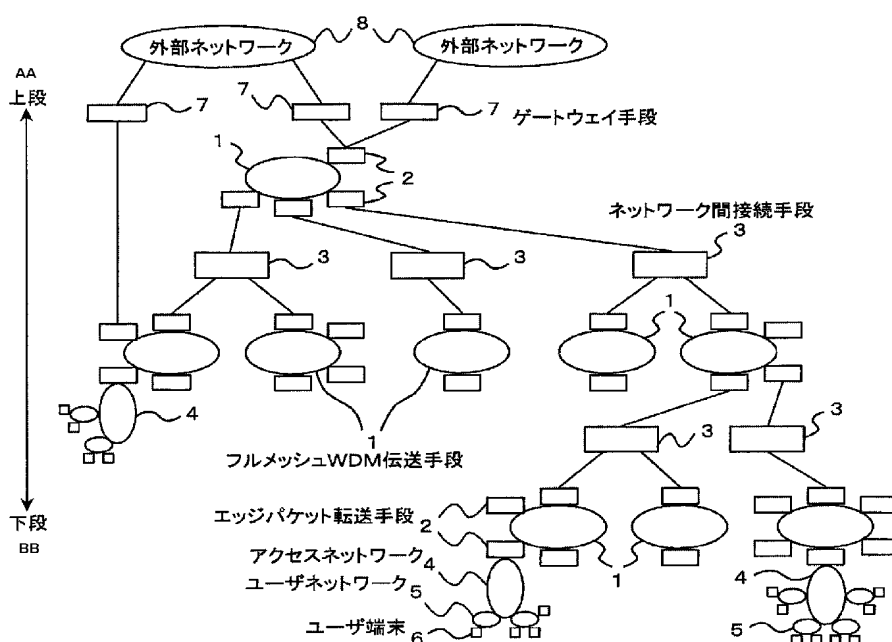 8
外部ネットワーク
外部ネットワーク
AA
上段
7
7
7
ゲートウェイ手段
1
2
ネットワーク間接続手段
3
3
3
1
4
1
フルメッシュWDM伝送手段
3
3
下段
BB
エッジパケット転送手段
2
アクセスネットワーク4
1
4
ユーザネットワーク
5
5
ユーザ端末
6